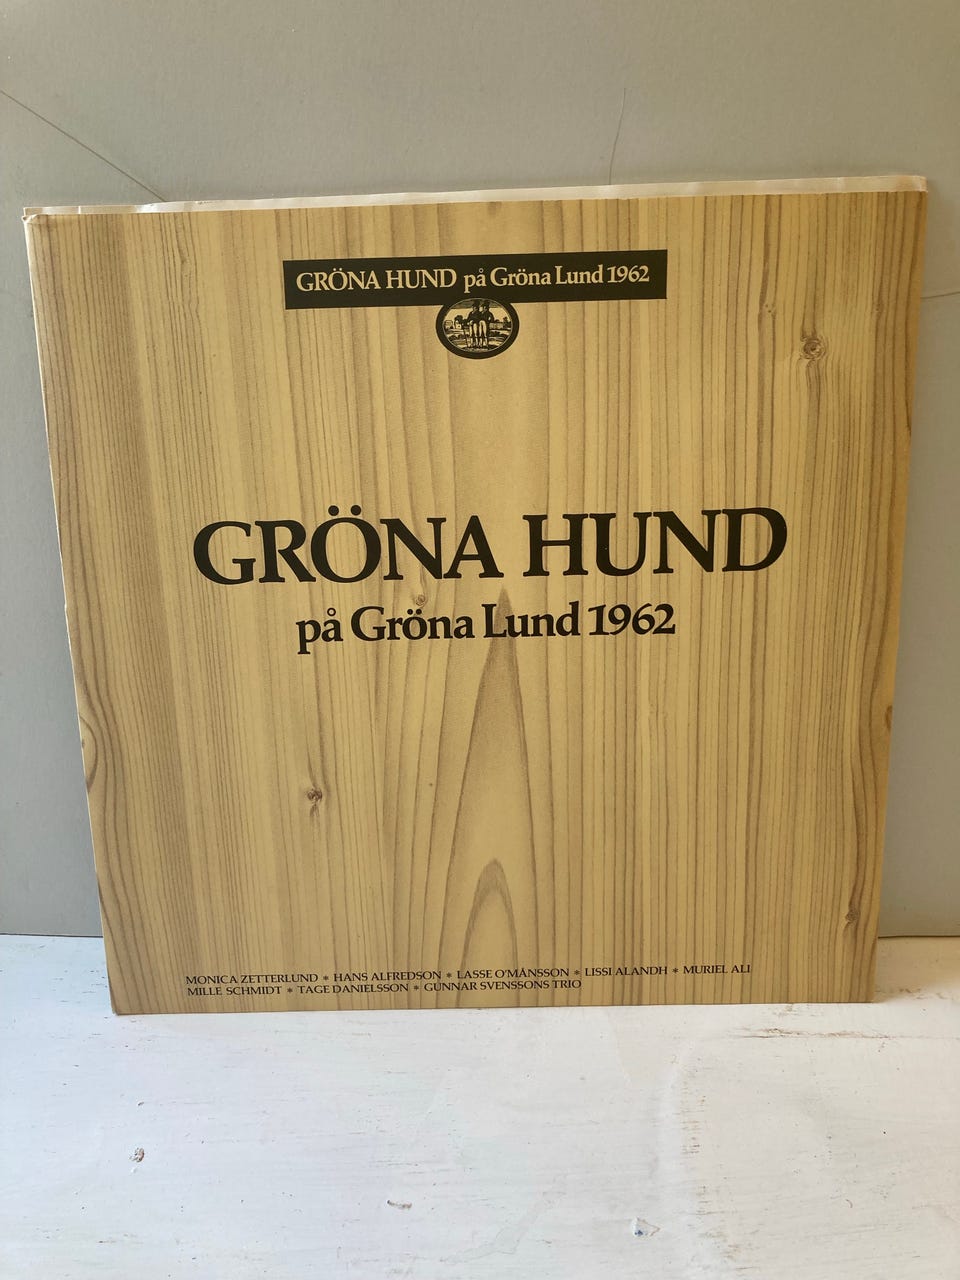 GRÖNA HUND på Gröna Lund 1962
GRÖNA HUND
på Gröna Lund 1962
MONICA ZETTERLUND * HANS ALFREDSON * LASSE O'MÅNSSON * LISSI ALANDH * MURIEL ALI
MILLE SCHMIDT * TAGE DANIELSSON * GUNNAR SVENSSONS TRIO